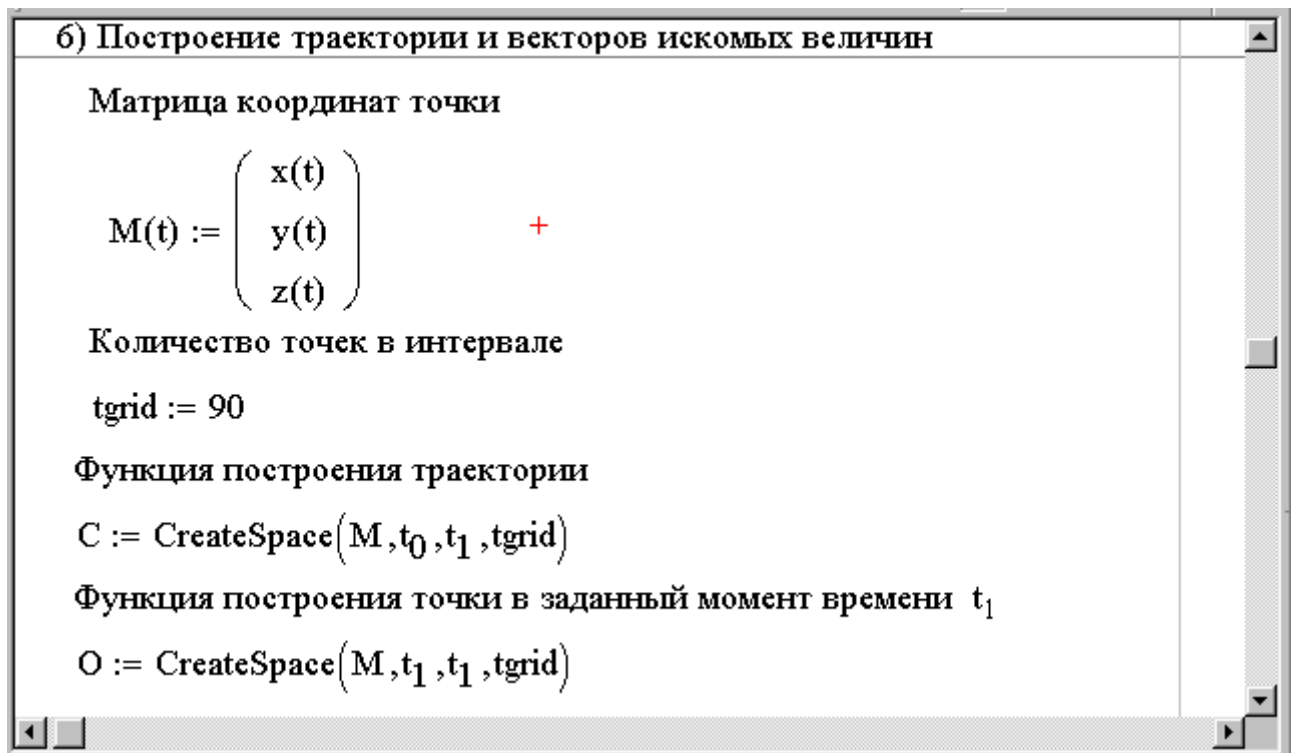 б) Построение траектории и векторов искомых величин
Матрица координат точки
x(t)
M(t) := y(t)
z(t)
Количество точек в интервале
tgrid := 90
Функция построения траектории
C := CreateSpace(M,t0,t1,tgrid)
Функция построения точки в заданный момент времени t1
O := CreateSpace(M,t1,t1,tgrid)